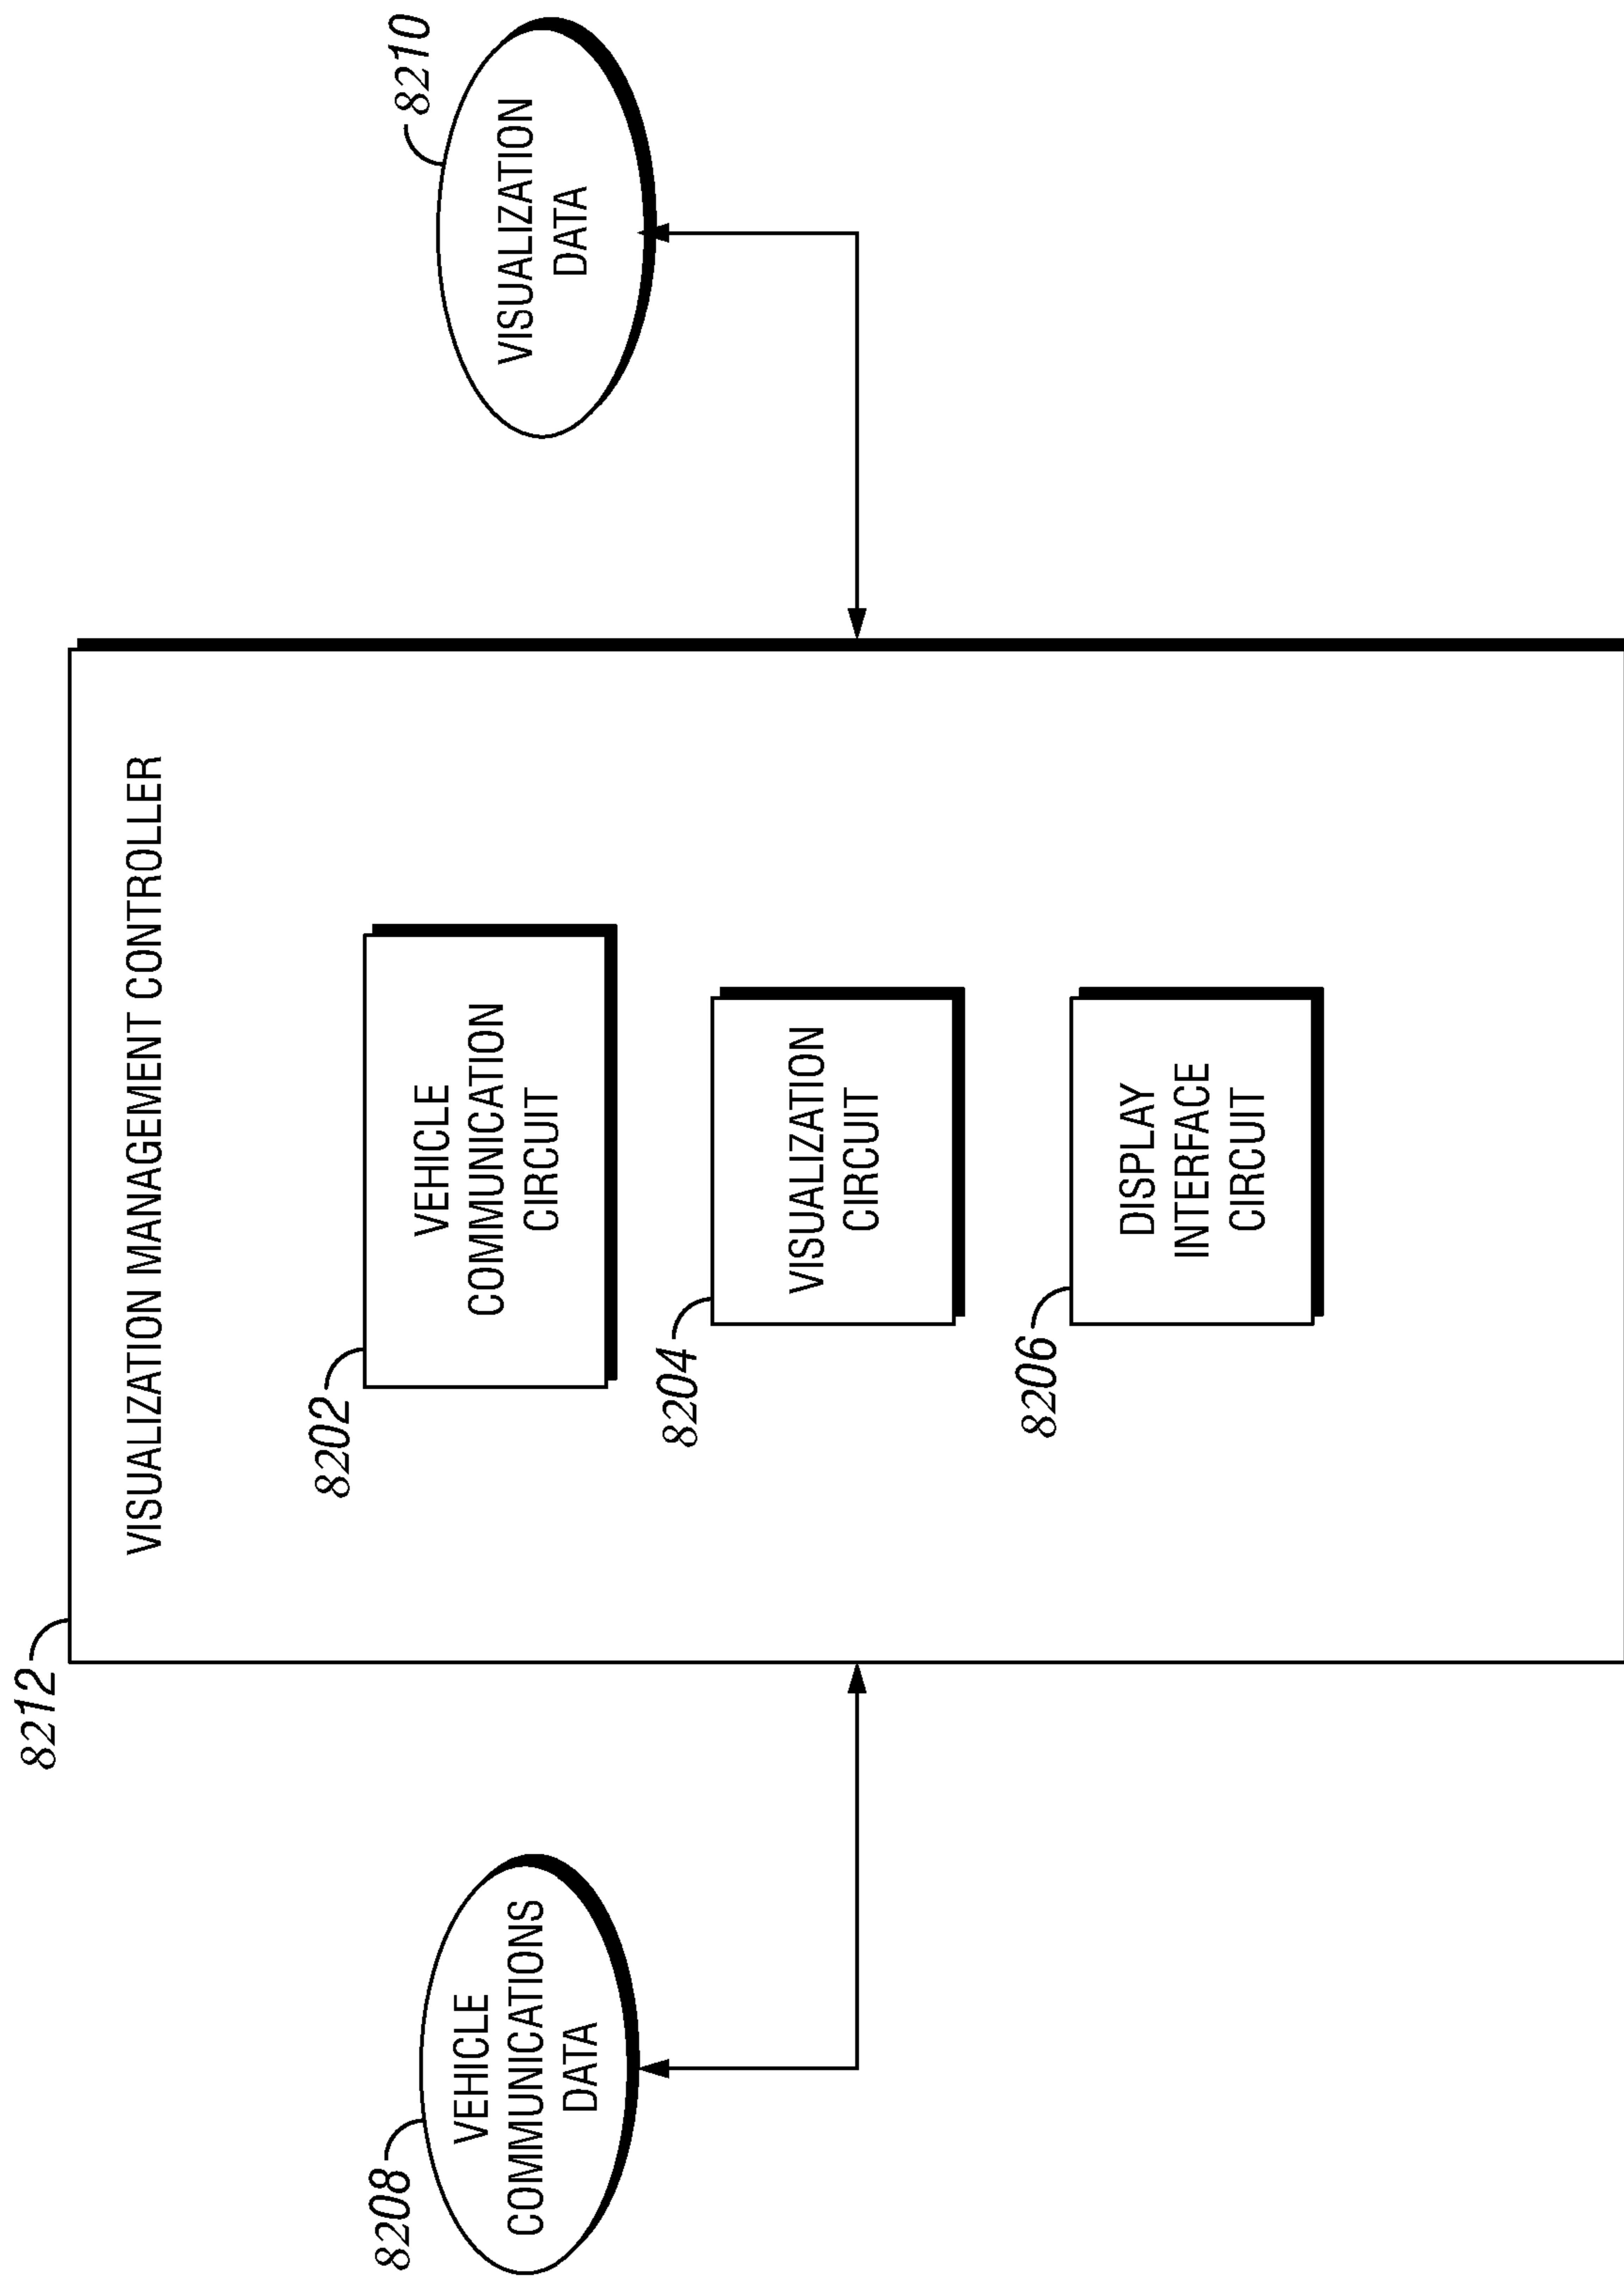 8212
VISUALIZATION MANAGEMENT CONTROLLER
8208
VEHICLE
COMMUNICATIONS
DATA
8202
VEHICLE
COMMUNICATION
CIRCUIT
8204
VISUALIZATION
CIRCUIT
8206
DISPLAY
INTERFACE
CIRCUIT
8210
VISUALIZATION
DATA